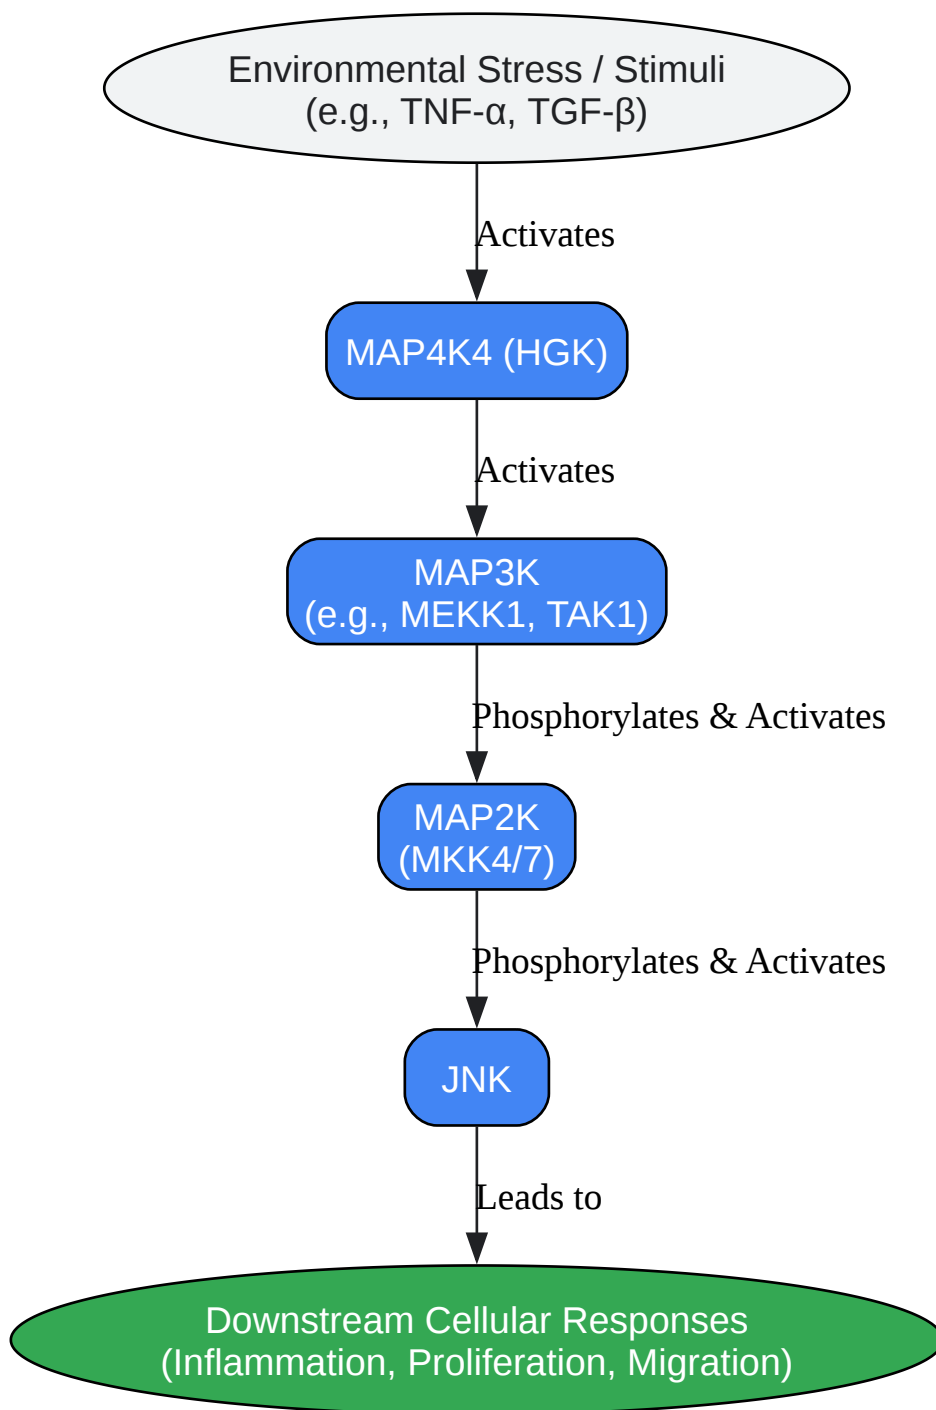 Environmental Stress / Stimuli
(e.g., TNF-α, TGF-β)
Activates
MAP4K4 (HGK)
Activates
MAP3K
(e.g., MEKK1, TAK1)
Phosphorylates & Activates
MAP2K
(MKK4/7)
Phosphorylates & Activates
JNK
Leads to
Downstream Cellular Responses
(Inflammation, Proliferation, Migration)